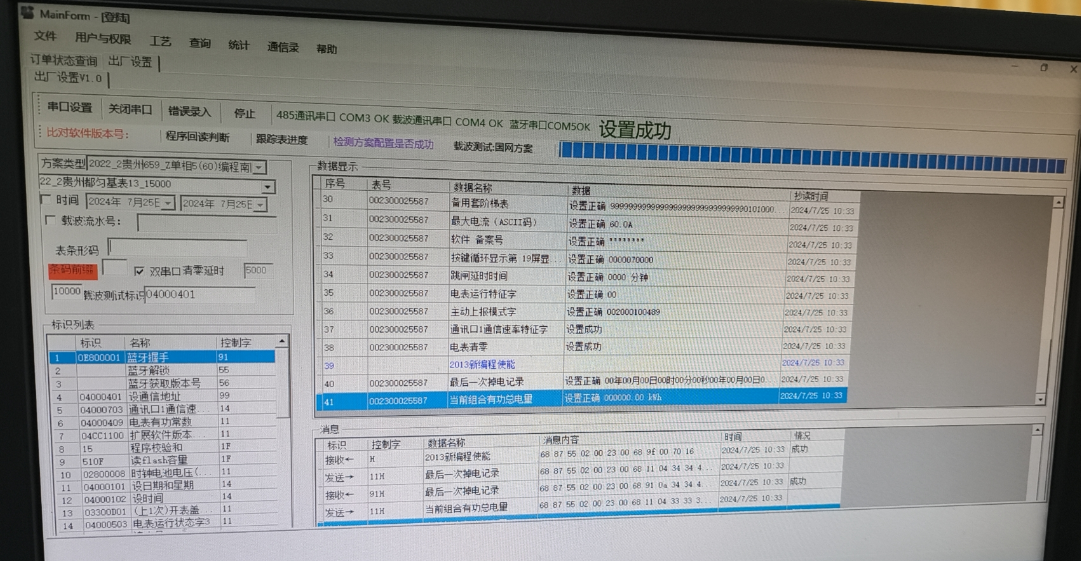 MainForm - [登陆]
文件 用户与权限 工艺 查询 统计 通信录 帮助
订单状态查询 出厂设置
出厂设置V1.0
串口设置 关闭串口 错误录入 停止 485通讯串口 COM3 OK 载波通讯串口 COM4 OK 蓝牙串口COM5OK 设置成功
比对软件版本号: 程序回读判断 跟踪表进度 检测方案配置是否成功 载波测试:国网方案
方案类型 2022_2贵州659_Z单相5(60)编程南
22_2贵州都匀基表13_15000
时间 2024年 7月25日 2024年 7月25日
载波流水号:
表条形码
条码前缀 双串口清零延时 5000
10000 载波测试标识 04000401
标识列表
标识 名称 控制字
1 0E800001 蓝牙握手 91
2 蓝牙解锁 55
3 蓝牙获取版本号 56
4 04000401 设通信地址 99
5 04000703 通讯口1通信速... 14
6 04000409 电表有功常数 11
7 04CC1100 扩展软件版本 11
8 15 程序校验和 1F
9 510F 读flash容量 1F
10 02800008 时钟电池电压(... 11
11 04000101 设日期和星期 14
12 04000102 设时间 14
13 03300D01 (上1次)开表盖... 11
14 04000503 电表运行状态字3 11
数据显示
序号 表号 数据名称 数据 抄读时间
30 002300025587 备用套阶梯表 设置正确 2024/7/25 10:33
31 002300025587 最大电流（ASCII码） 设置正确 60.0A 2024/7/25 10:33
32 002300025587 软件 备案号 设置正确 ******** 2024/7/25 10:33
33 002300025587 按键循环显示第 19屏显... 设置正确 0000070000 2024/7/25 10:33
34 002300025587 跳闸延时时间 设置正确 0000 分钟 2024/7/25 10:33
35 002300025587 电表运行特征字 设置正确 00 2024/7/25 10:33
36 002300025587 主动上报模式字 设置正确 002000100489 2024/7/25 10:33
37 002300025587 通讯口1通信速率特征字 设置成功 2024/7/25 10:33
38 002300025587 电表清零 设置成功 2024/7/25 10:33
39 2013新编程使能 2024/7/25 10:33
40 002300025587 最后一次掉电记录 设置正确 00年00月00日00时00分00秒00年00月00日0... 2024/7/25 10:33
41 002300025587 当前组合有功总电量 设置正确 000000.00 kWh 2024/7/25 10:33
消息
标识 控制字 数据名称 消息内容 时间 情况
接收← H 2013新编程使能 68 87 55 02 00 23 00 68 9f 00 70 16 2024/7/25 10:33 成功
发送→ 11H 最后一次掉电记录 68 87 55 02 00 23 00 68 11 04 34 34 4... 2024/7/25 10:33
接收← 91H 最后一次掉电记录 68 87 55 02 00 23 00 68 91 0a 34 34 4... 2024/7/25 10:33 成功
发送→ 11H 当前组合有功总电量 68 87 55 02 00 23 00 68 11 04 33 33 3... 2024/7/25 10:33